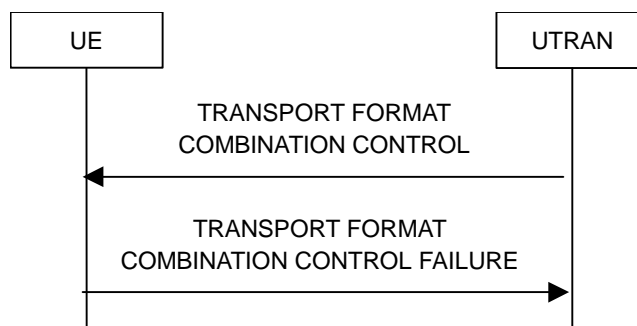 UE
UTRAN
TRANSPORT FORMAT
COMBINATION CONTROL
TRANSPORT FORMAT
COMBINATION CONTROL FAILURE